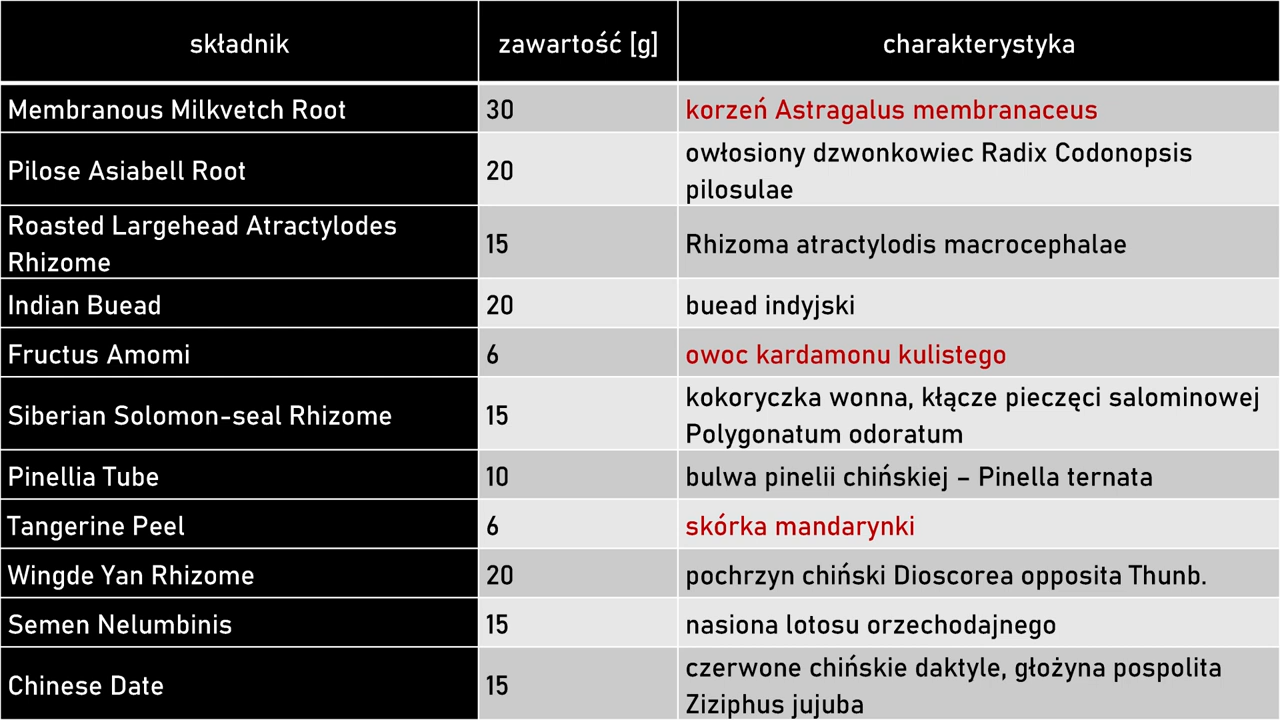 składnik zawartość [g] charakterystyka
Membranous Milkvetch Root 30 korzeń Astragalus membranaceus
Pilose Asiabell Root 20 owłosiony dzwonkowiec Radix Codonopsis
pilosulae
Roasted Largehead Atractylodes
Rhizome 15 Rhizoma atractylodis macrocephalae
Indian Buead 20 buead indyjski
Fructus Amomi 6 owoc kardamonu kulistego
Siberian Solomon-seal Rhizome 15 kokoryczka wonna, kłącze pieczęci salominowej
Polygonatum odoratum
Pinellia Tube 10 bulwa pinelii chińskiej – Pinella ternata
Tangerine Peel 6 skórka mandarynki
Wingde Yan Rhizome 20 pochrzyn chiński Dioscorea opposita Thunb.
Semen Nelumbinis 15 nasiona lotosu orzechodajnego
Chinese Date 15 czerwone chińskie daktyle, głożyna pospolita
Ziziphus jujuba